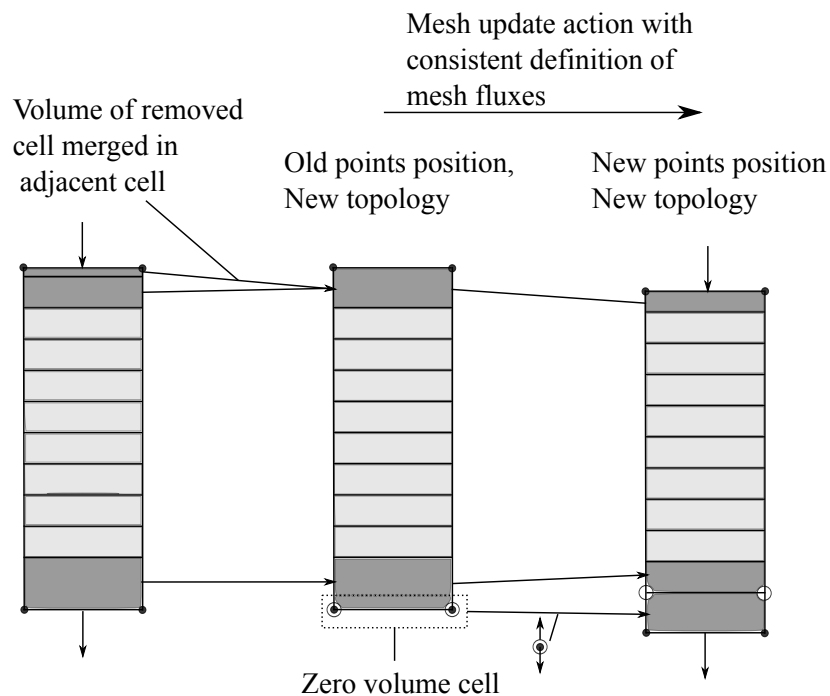 Mesh update action with
consistent definition of
mesh fluxes
Volume of removed
cell merged in
adjacent cell
Old points position,
New topology
New points position
New topology
Zero volume cell